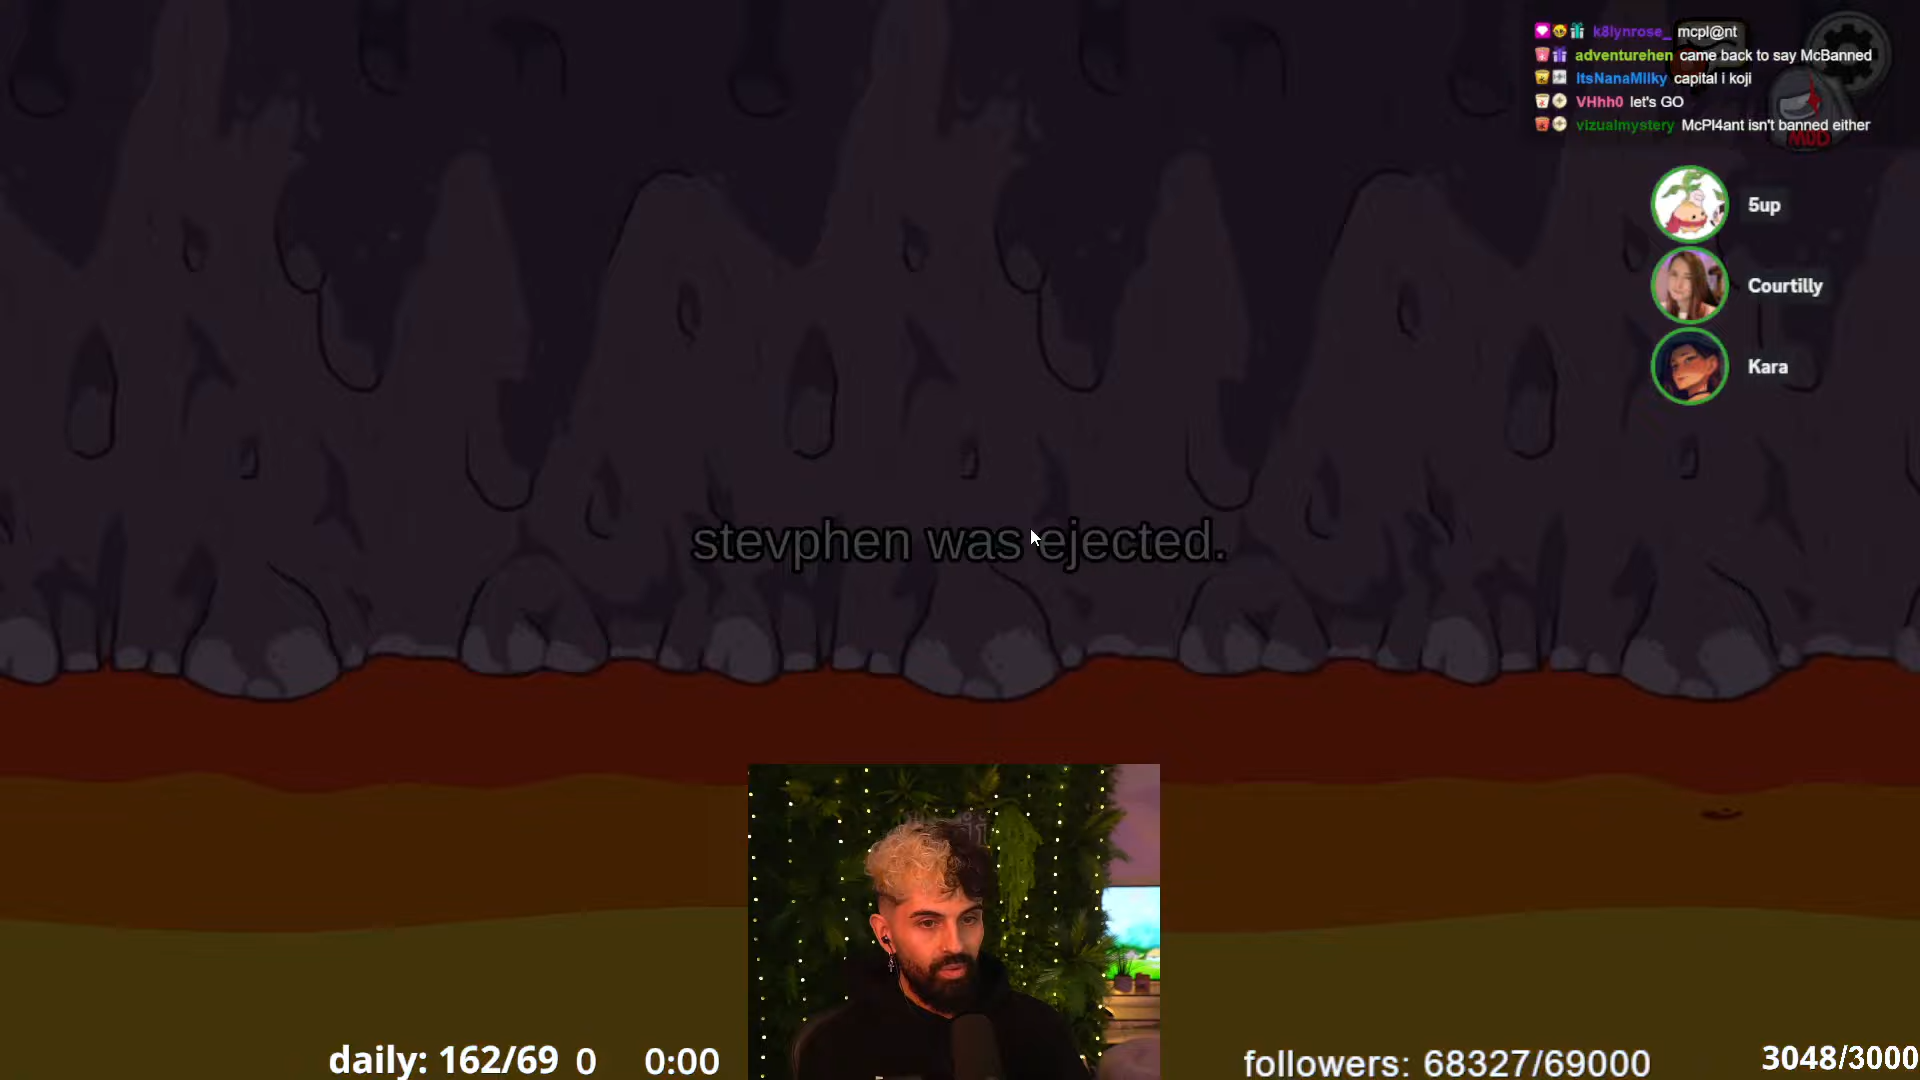 k8lynrose_ mcpl@nt
adventurehen came back to say McBanned
ItsNanaMilky capital i koji
VHhh0 let's GO
vizualmystery McPl4ant isn't banned either
MOD
5up
Courtilly
Kara
stevphen was ejected.
daily: 162/69 0 0:00
followers: 68327/69000
3048/3000